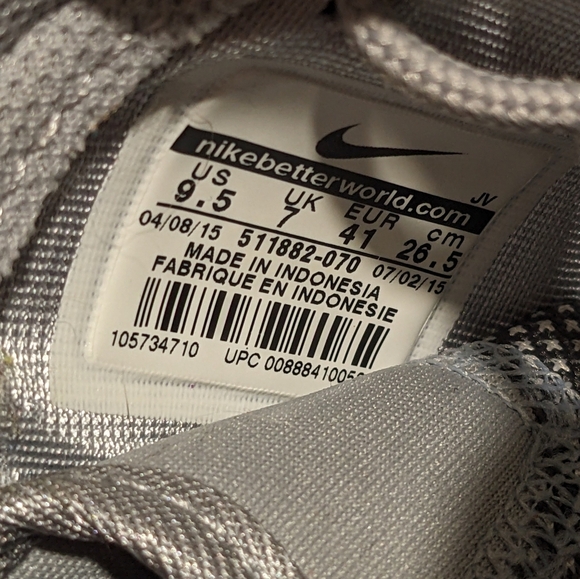 nikebetterworld.com
JV
US UK EUR cm
9.5 7 41 26.5
04/08/15 511882-070 07/02/15
MADE IN INDONESIA
FABRIQUE EN INDONESIE
105734710 UPC 0088841005